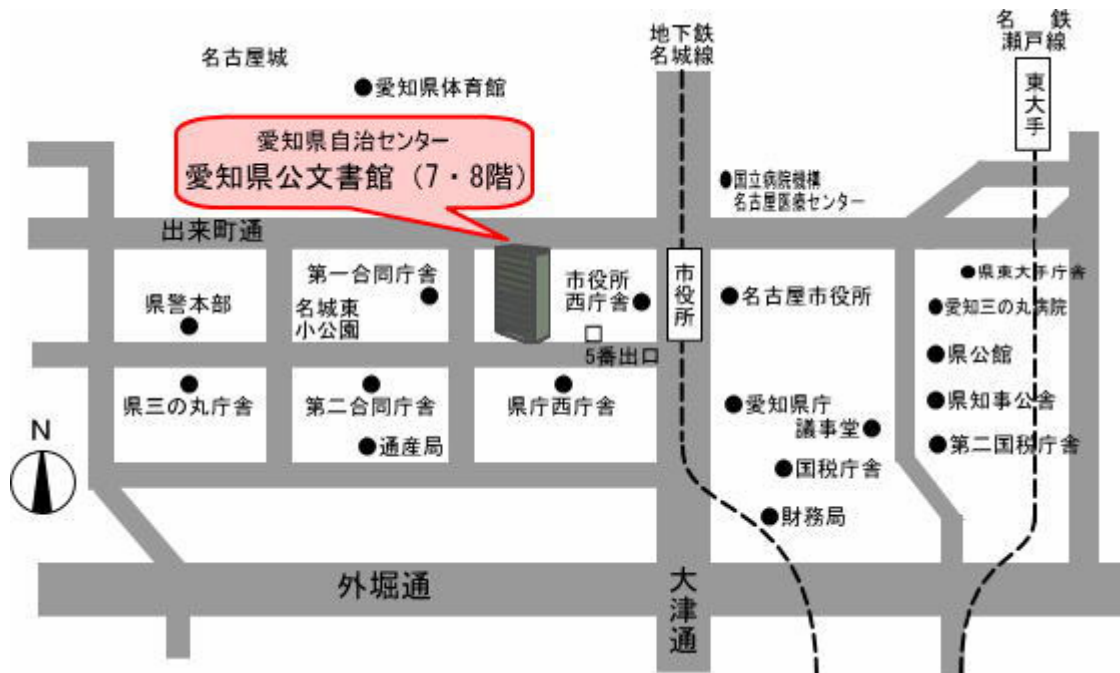 地下鉄
名城線
名鉄
瀬戸線
東大手
名古屋城
愛知県体育館
愛知県自治センター
愛知県公文書館（7・8階）
国立病院機構
名古屋医療センター
出来町通
第一合同庁舎
市役所
西庁舎
市役所
名古屋市役所
県東大手庁舎
愛知三の丸病院
県警本部
名城東
小公園
5番出口
県公館
県三の丸庁舎
第二合同庁舎
県庁西庁舎
愛知県庁
議事堂
県知事公舎
通産局
第二国税庁舎
国税庁舎
N
財務局
外堀通
大津通